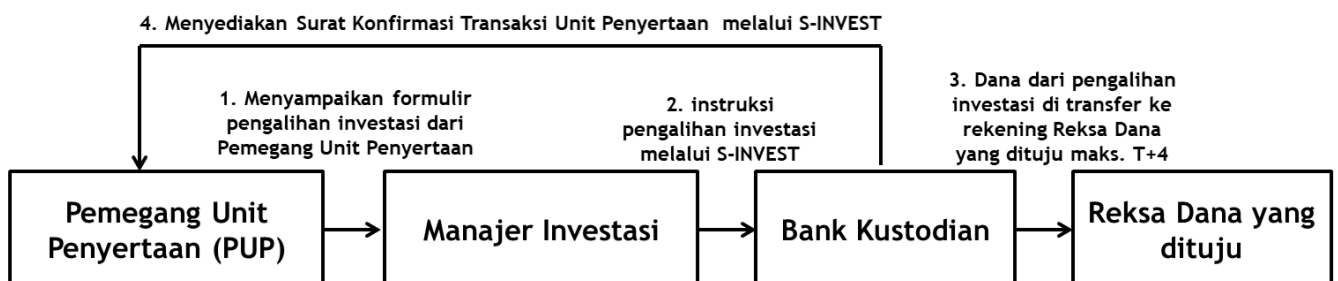 4. Menyediakan Surat Konfirmasi Transaksi Unit Penyertaan melalui S-INVEST
1. Menyampaikan formulir
pengalihan investasi dari
Pemegang Unit Penyertaan
2. instruksi
pengalihan investasi
melalui S-INVEST
3. Dana dari pengalihan
investasi di transfer ke
rekening Reksa Dana
yang dituju maks. T+4
Pemegang Unit
Penyertaan (PUP)
Manajer Investasi
Bank Kustodian
Reksa Dana yang
dituju